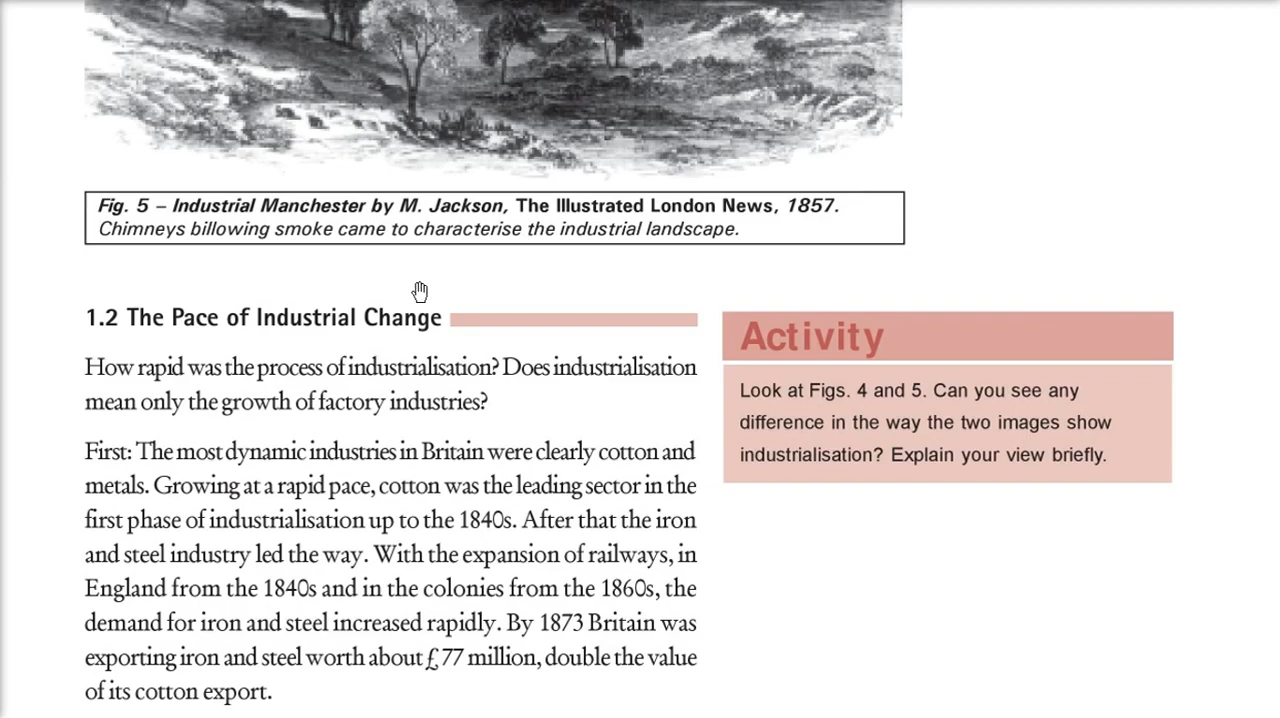 Fig. 5 – Industrial Manchester by M. Jackson, The Illustrated London News, 1857.
Chimneys billowing smoke came to characterise the industrial landscape.
1.2 The Pace of Industrial Change
How rapid was the process of industrialisation? Does industrialisation
mean only the growth of factory industries?
First: The most dynamic industries in Britain were clearly cotton and
metals. Growing at a rapid pace, cotton was the leading sector in the
first phase of industrialisation up to the 1840s. After that the iron
and steel industry led the way. With the expansion of railways, in
England from the 1840s and in the colonies from the 1860s, the
demand for iron and steel increased rapidly. By 1873 Britain was
exporting iron and steel worth about £ 77 million, double the value
of its cotton export.
Activity
Look at Figs. 4 and 5. Can you see any
difference in the way the two images show
industrialisation? Explain your view briefly.